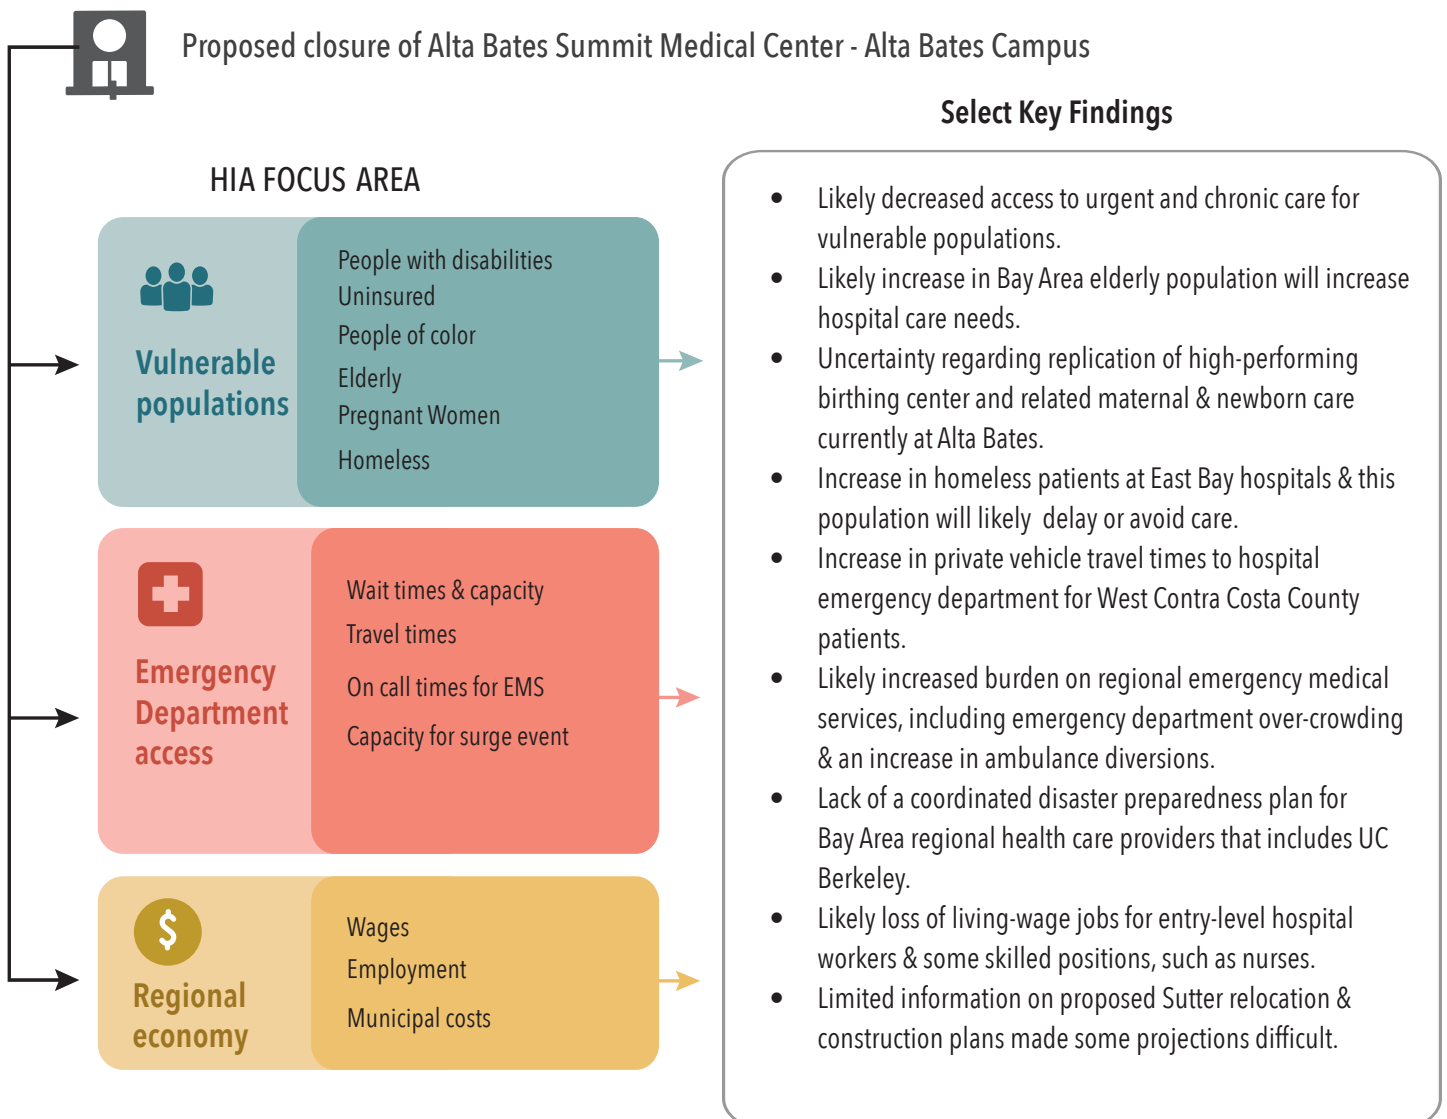 Proposed closure of Alta Bates Summit Medical Center - Alta Bates Campus
HIA FOCUS AREA
Vulnerable
populations
People with disabilities
Uninsured
People of color
Elderly
Pregnant Women
Homeless
Emergency
Department
access
Wait times & capacity
Travel times
On call times for EMS
Capacity for surge event
$
Regional
economy
Wages
Employment
Municipal costs
Select Key Findings
• Likely decreased access to urgent and chronic care for
vulnerable populations.
• Likely increase in Bay Area elderly population will increase
hospital care needs.
• Uncertainty regarding replication of high-performing
birthing center and related maternal & newborn care
currently at Alta Bates.
• Increase in homeless patients at East Bay hospitals & this
population will likely delay or avoid care.
• Increase in private vehicle travel times to hospital
emergency department for West Contra Costa County
patients.
• Likely increased burden on regional emergency medical
services, including emergency department over-crowding
& an increase in ambulance diversions.
• Lack of a coordinated disaster preparedness plan for
Bay Area regional health care providers that includes UC
Berkeley.
• Likely loss of living-wage jobs for entry-level hospital
workers & some skilled positions, such as nurses.
• Limited information on proposed Sutter relocation &
construction plans made some projections difficult.